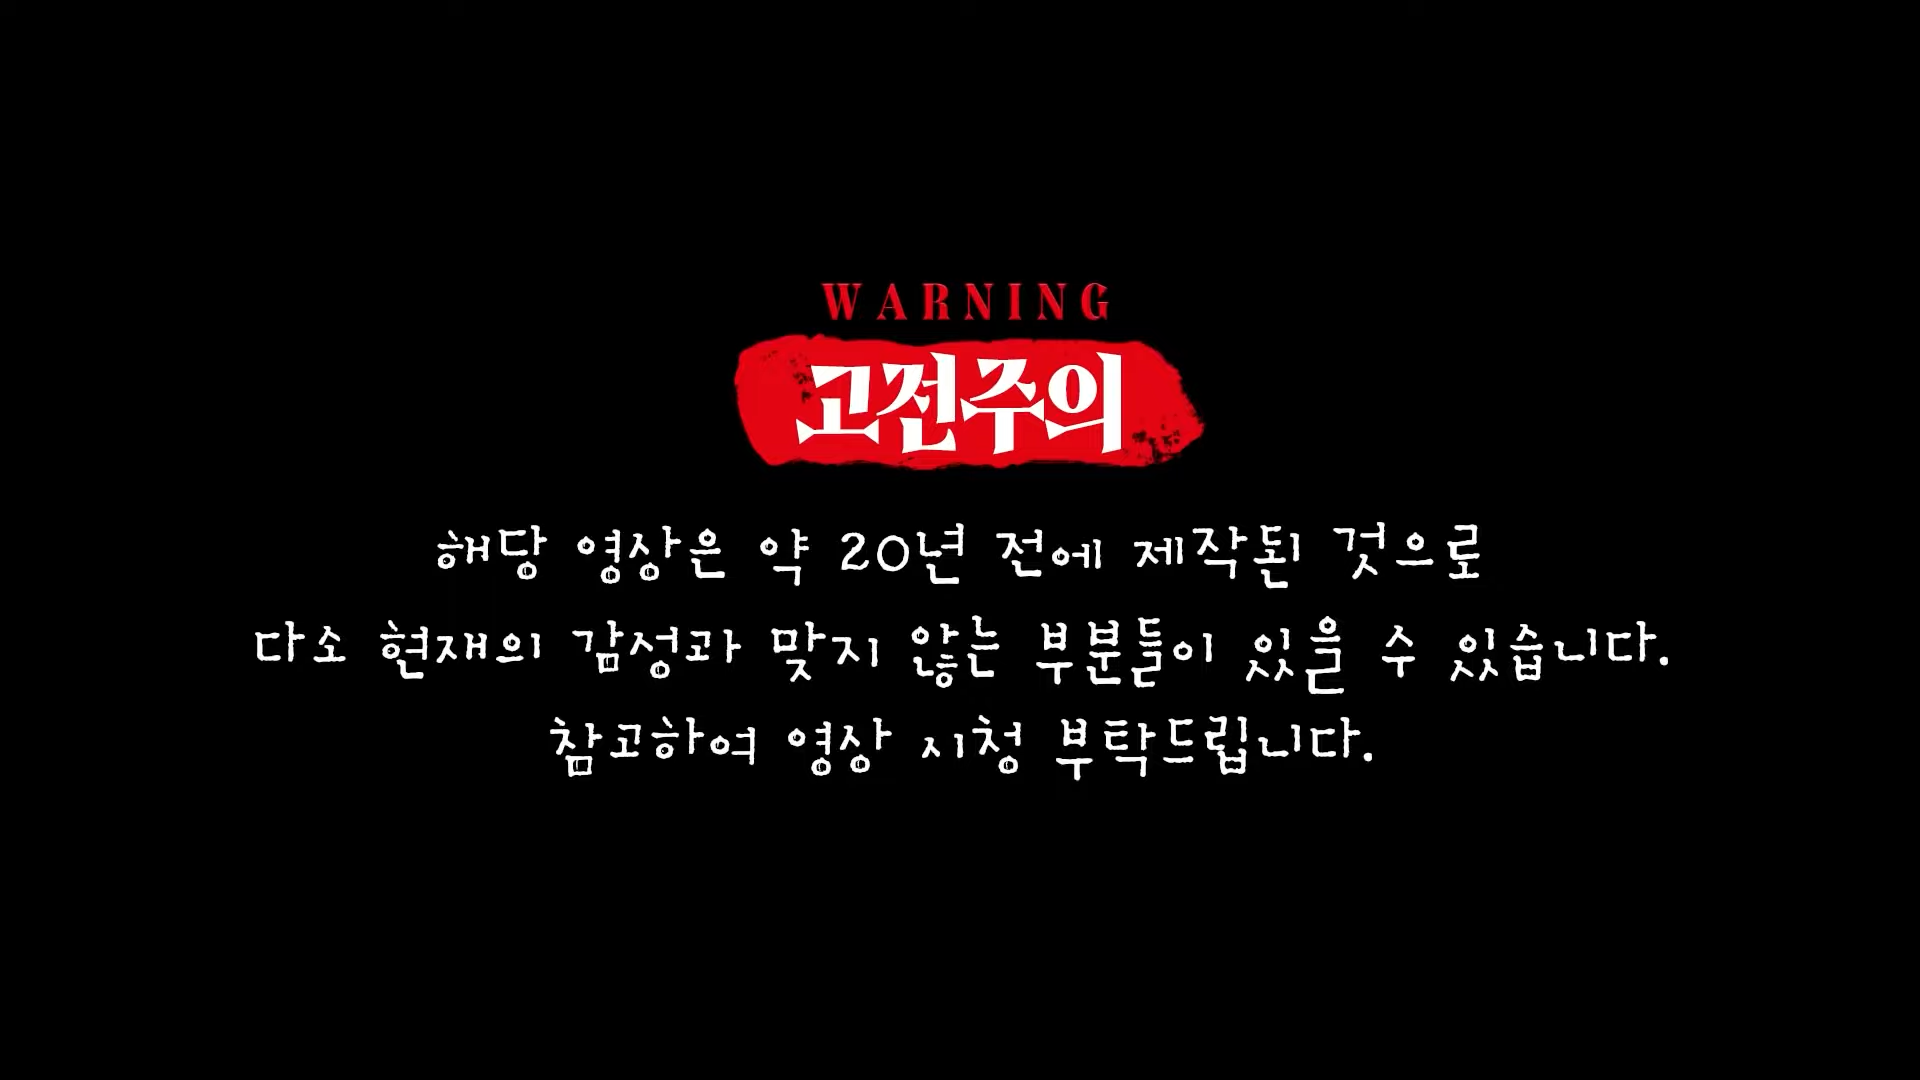 WARNING
고전주의
해당 영상은 약 20년 전에 제작된 것으로
다소 현재의 감성과 맞지 않는 부분들이 있을 수 있습니다.
참고하여 영상 시청 부탁드립니다.